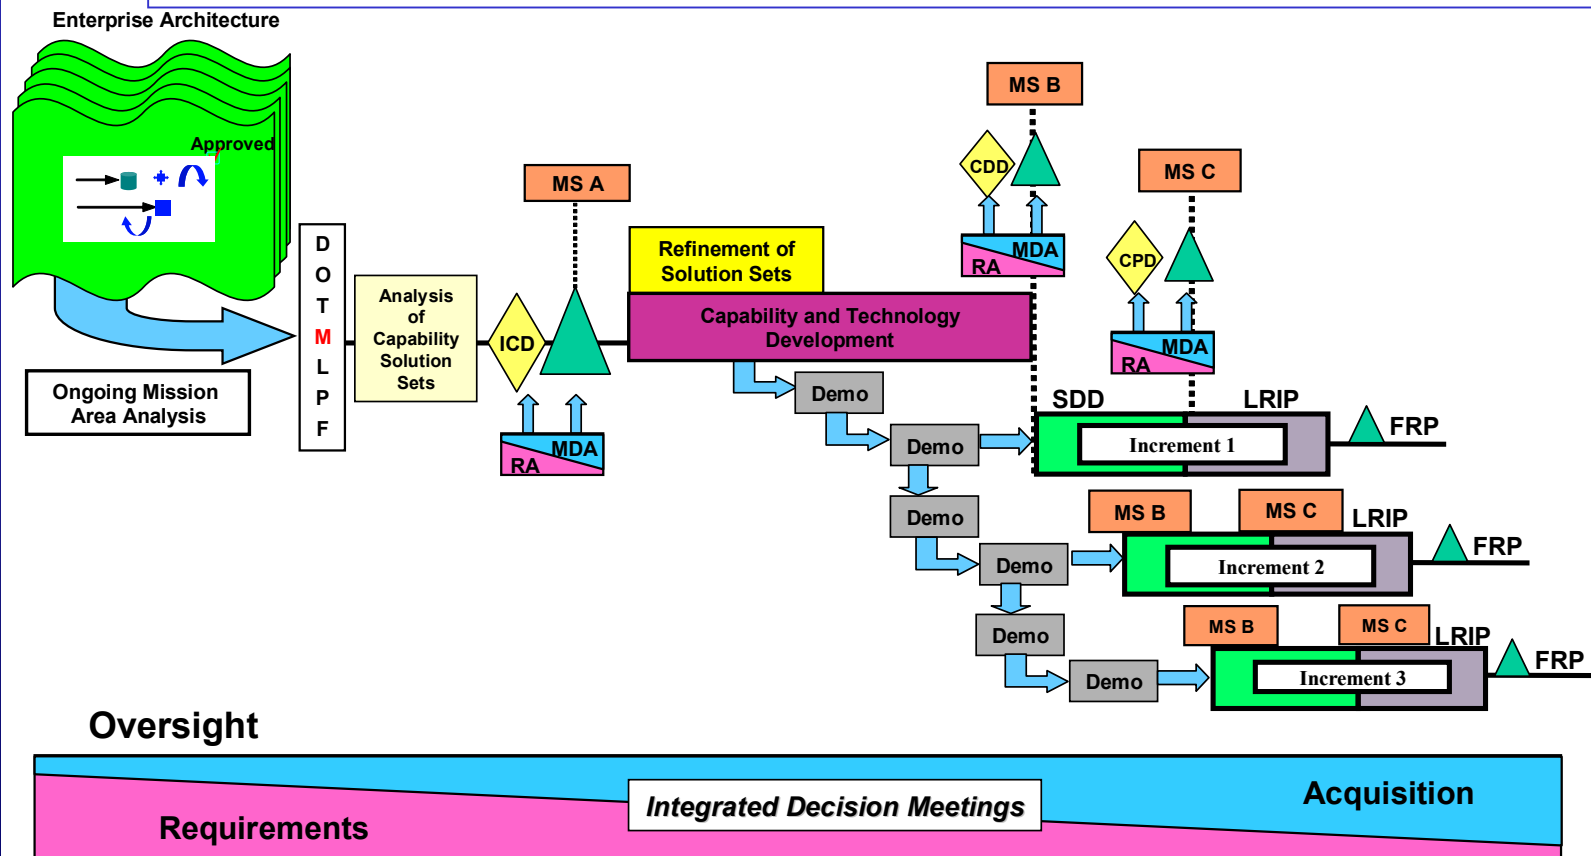 Enterprise Architecture
Approved
Ongoing Mission
Area Analysis
D
O
T
M
L
P
F
Analysis
of
Capability
Solution
Sets
ICD
MS A
RA
MDA
Refinement of
Solution Sets
Capability and Technology
Development
Demo
Demo
Demo
Demo
Demo
Demo
MS B
CDD
RA
MDA
MS C
CPD
RA
MDA
SDD
LRIP
Increment 1
FRP
MS B
MS C
LRIP
Increment 2
FRP
MS B
MS C
LRIP
Increment 3
FRP
Oversight
Requirements
Integrated Decision Meetings
Acquisition